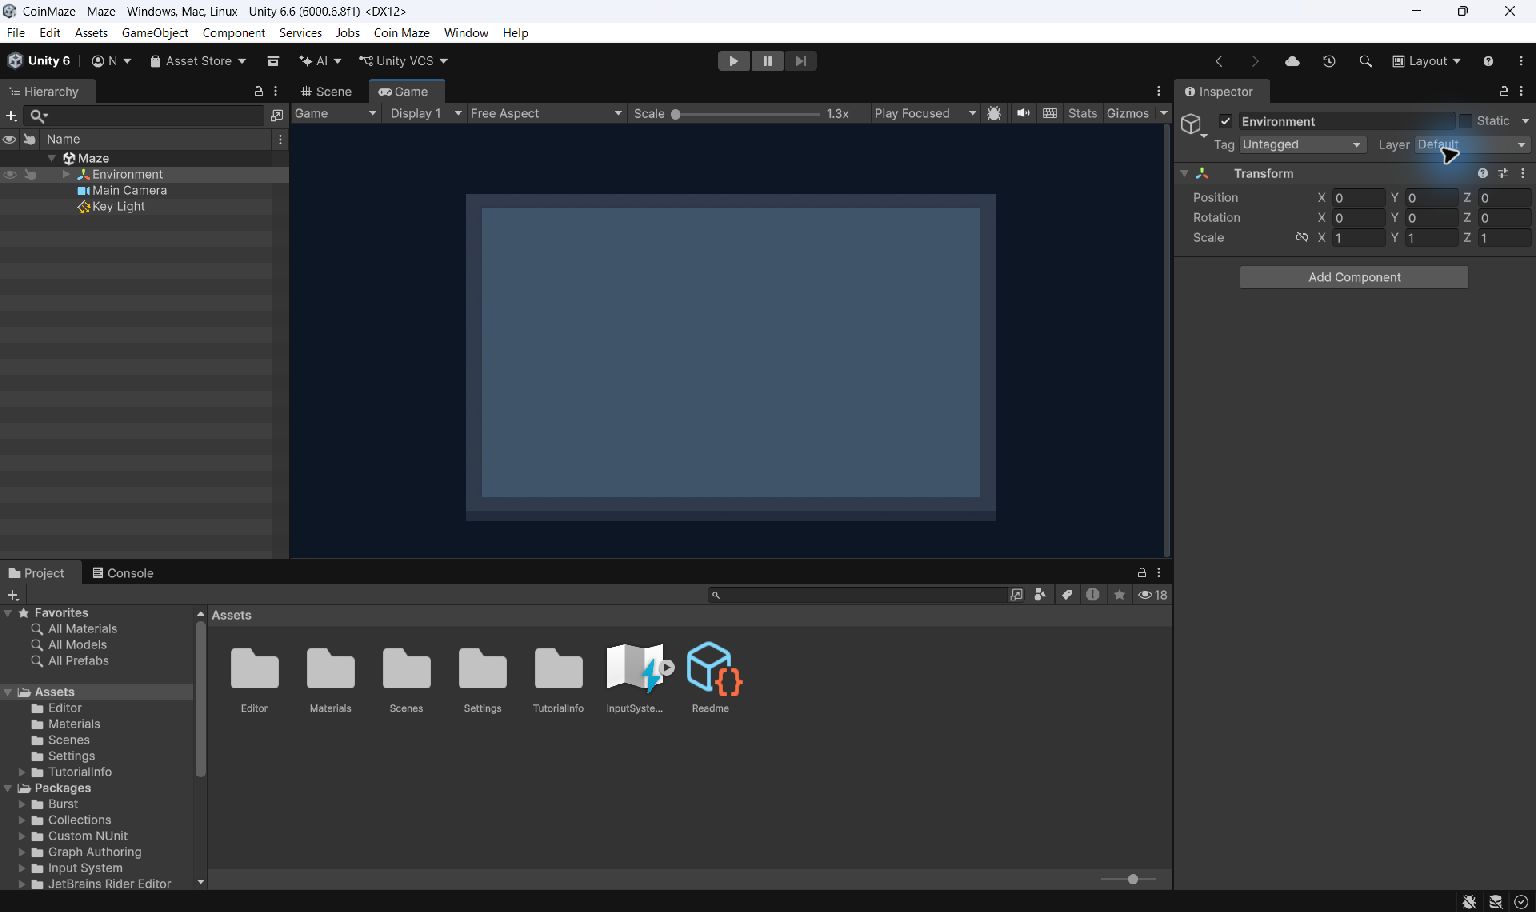 CoinMaze - Maze - Windows, Mac, Linux - Unity 6.6 (6000.6.8f1) <DX12>
File Edit Assets GameObject Component Services Jobs Coin Maze Window Help
Unity 6 N Asset Store AI Unity VCS Layout
Hierarchy Scene Game Inspector
Game Display 1 Free Aspect Scale 1.3x Play Focused Stats Gizmos
Environment Static
Name
Tag Untagged Layer Default
Maze
Environment
Main Camera
Key Light
Transform
Position X 0 Y 0 Z 0
Rotation X 0 Y 0 Z 0
Scale X 1 Y 1 Z 1
Add Component
Project Console
18
Favorites
All Materials
All Models
All Prefabs
Assets
Editor
Materials
Scenes
Settings
TutorialInfo
Packages
Burst
Collections
Custom NUnit
Graph Authoring
Input System
JetBrains Rider Editor
Assets
Editor Materials Scenes Settings TutorialInfo InputSyste... Readme